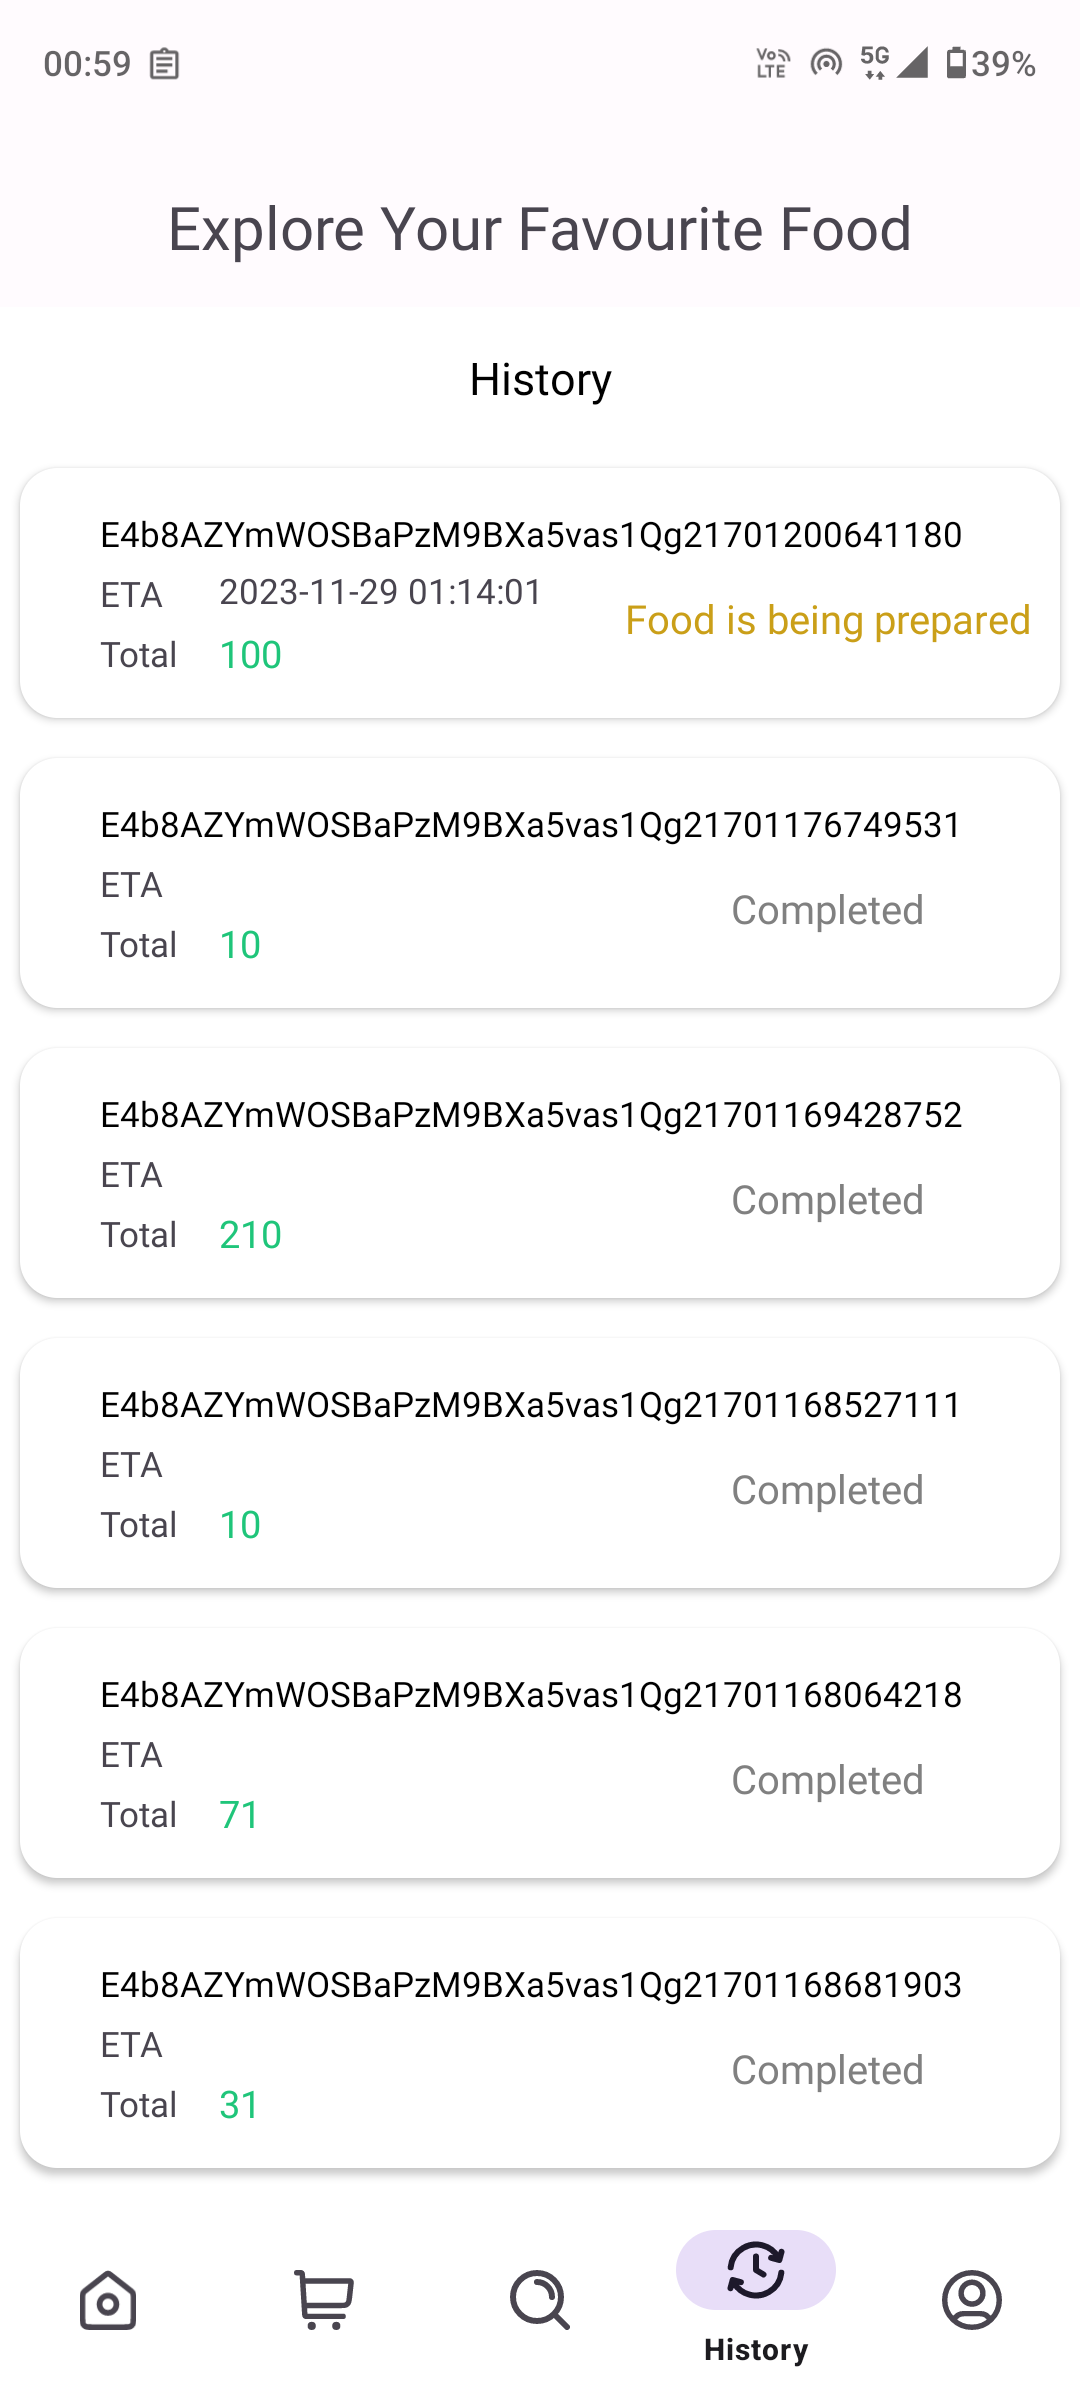 00:59 VoLTE 5G 39%
Explore Your Favourite Food
History
E4b8AZYmWOSBaPzM9BXa5vas1Qg21701200641180
ETA 2023-11-29 01:14:01
Food is being prepared
Total 100
E4b8AZYmWOSBaPzM9BXa5vas1Qg21701176749531
ETA
Completed
Total 10
E4b8AZYmWOSBaPzM9BXa5vas1Qg21701169428752
ETA
Completed
Total 210
E4b8AZYmWOSBaPzM9BXa5vas1Qg21701168527111
ETA
Completed
Total 10
E4b8AZYmWOSBaPzM9BXa5vas1Qg21701168064218
ETA
Completed
Total 71
E4b8AZYmWOSBaPzM9BXa5vas1Qg21701168681903
ETA
Completed
Total 31
History